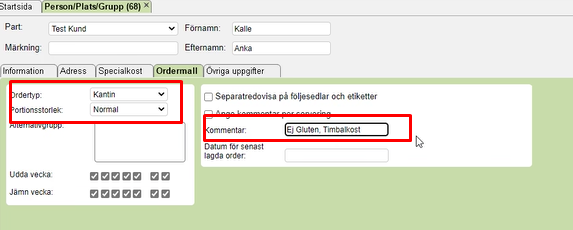 Startsida Person/Plats/Grupp (68) ×
Part: Test Kund Förnamn: Kalle
Märkning: Efternamn: Anka
Information Adress Specialkost Ordermall Övriga uppgifter
Ordertyp: Kantin
Portionsstorlek: Normal
Alternativgrupp:
Separatredovisa på följesedlar och etiketter
Ange kommentar per servering
Kommentar: Ej Gluten, Timbalkost
Datum för senast
lagda order:
Udda vecka:
Jämn vecka: